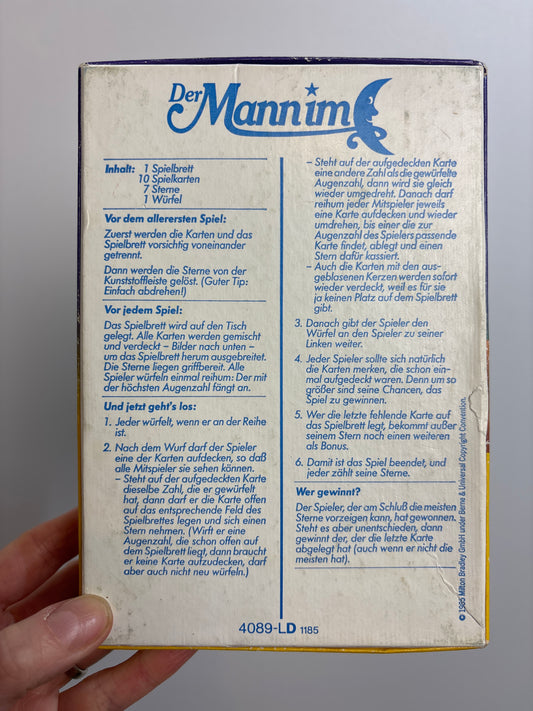 Der Mann im
Inhalt: 1 Spielbrett
10 Spielkarten
7 Sterne
1 Würfel
Vor dem allerersten Spiel:
Zuerst werden die Karten und das
Spielbrett vorsichtig voneinander
getrennt.
Dann werden die Sterne von der
Kunststoffleiste gelöst. (Guter Tip:
Einfach abdrehen!)
Vor jedem Spiel:
Das Spielbrett wird auf den Tisch
gelegt. Alle Karten werden gemischt
und verdeckt – Bilder nach unten –
um das Spielbrett herum ausgebreitet.
Die Sterne liegen griffbereit. Alle
Spieler würfeln einmal reihum: Der mit
der höchsten Augenzahl fängt an.
Und jetzt geht's los:
1. Jeder würfelt, wenn er an der Reihe
ist.
2. Nach dem Wurf darf der Spieler
eine der Karten aufdecken, so daß
alle Mitspieler sie sehen können.
– Steht auf der aufgedeckten Karte
dieselbe Zahl, die er gewürfelt
hat, dann darf er die Karte offen
auf das entsprechende Feld des
Spielbrettes legen und sich einen
Stern nehmen. (Wirft er eine
Augenzahl, die schon offen auf
dem Spielbrett liegt, dann braucht
er keine Karte aufzudecken, darf
aber auch nicht neu würfeln.)
– Steht auf der aufgedeckten Karte
eine andere Zahl als die gewürfelte
Augenzahl, dann wird sie gleich
wieder umgedreht. Danach darf
reihum jeder Mitspieler jeweils
eine Karte aufdecken und wieder
umdrehen, bis einer die zur
Augenzahl des Spielers passende
Karte findet, ablegt und einen
Stern dafür kassiert.
– Auch die Karten mit den aus-
geblasenen Kerzen werden sofort
wieder verdeckt, weil es für sie
ja keinen Platz auf dem Spielbrett
gibt.
3. Danach gibt der Spieler den
Würfel an den Spieler zu seiner
Linken weiter.
4. Jeder Spieler sollte sich natürlich
die Karten merken, die schon ein-
mal aufgedeckt waren. Denn um so
größer sind seine Chancen, das
Spiel zu gewinnen.
5. Wer die letzte fehlende Karte auf
das Spielbrett legt, bekommt außer
seinem Stern noch einen weiteren
als Bonus.
6. Damit ist das Spiel beendet, und
jeder zählt seine Sterne.
Wer gewinnt?
Der Spieler, der am Schluß die meisten
Sterne vorzeigen kann, hat gewonnen.
Steht es aber unentschieden, dann
gewinnt der, der die letzte Karte
abgelegt hat (auch wenn er nicht die
meisten hat).
© 1985 Milton Bradley GmbH under Berne & Universal Copyright Convention.
4089-LD 1185